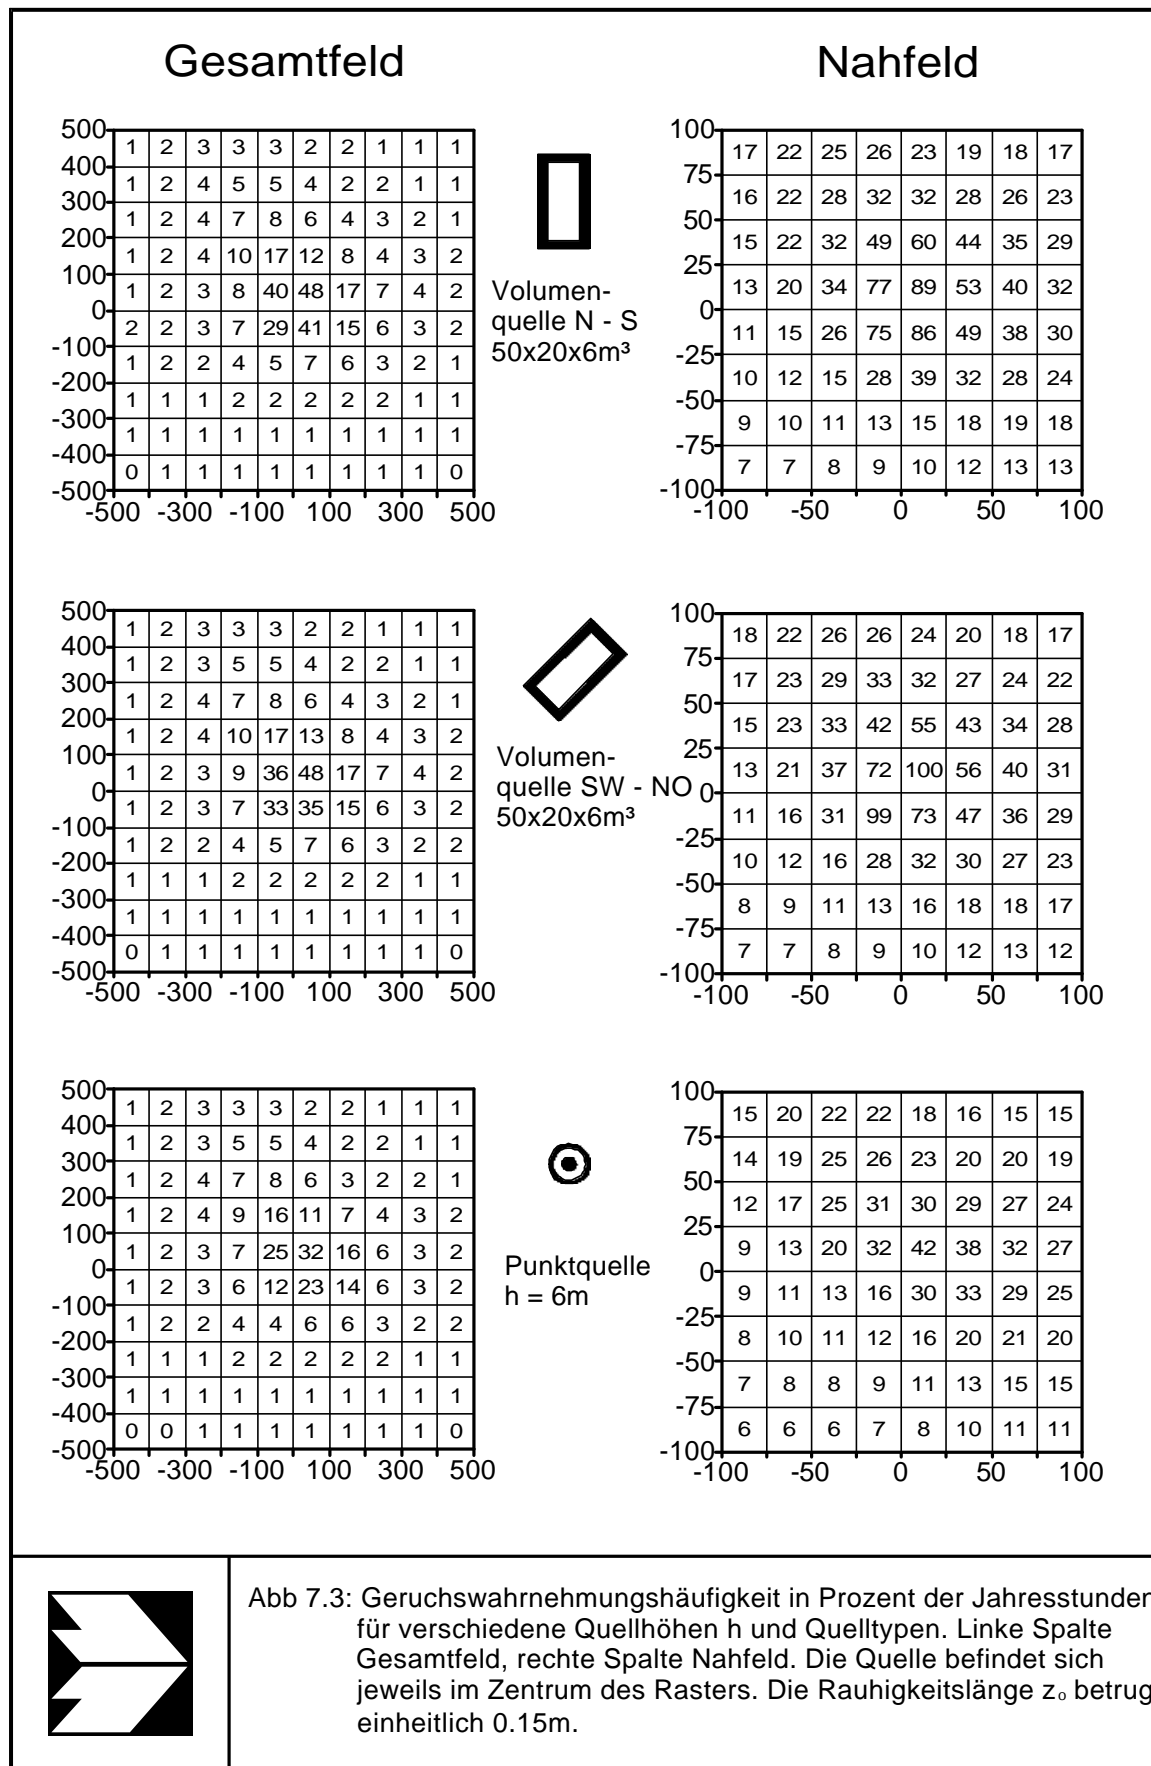 Gesamtfeld
Nahfeld
500
400
300
200
100
0
-100
-200
-300
-400
-500
1 2 3 3 3 2 2 1 1 1
1 2 4 5 5 4 2 2 1 1
1 2 4 7 8 6 4 3 2 1
1 2 4 10 17 12 8 4 3 2
1 2 3 8 40 48 17 7 4 2
2 2 3 7 29 41 15 6 3 2
1 2 2 4 5 7 6 3 2 1
1 1 1 2 2 2 2 2 1 1
1 1 1 1 1 1 1 1 1 1
0 1 1 1 1 1 1 1 1 0
-500 -300 -100 100 300 500
Volumen-
quelle N - S
50x20x6m³
100
75
50
25
0
-25
-50
-75
-100
17 22 25 26 23 19 18 17
16 22 28 32 32 28 26 23
15 22 32 49 60 44 35 29
13 20 34 77 89 53 40 32
11 15 26 75 86 49 38 30
10 12 15 28 39 32 28 24
9 10 11 13 15 18 19 18
7 7 8 9 10 12 13 13
-100 -50 0 50 100
500
400
300
200
100
0
-100
-200
-300
-400
-500
1 2 3 3 3 2 2 1 1 1
1 2 3 5 5 4 2 2 1 1
1 2 4 7 8 6 4 3 2 1
1 2 4 10 17 13 8 4 3 2
1 2 3 9 36 48 17 7 4 2
1 2 3 7 33 35 15 6 3 2
1 2 2 4 5 7 6 3 2 2
1 1 1 2 2 2 2 2 1 1
1 1 1 1 1 1 1 1 1 1
0 1 1 1 1 1 1 1 1 0
-500 -300 -100 100 300 500
Volumen-
quelle SW - NO
50x20x6m³
100
75
50
25
0
-25
-50
-75
-100
18 22 26 26 24 20 18 17
17 23 29 33 32 27 24 22
15 23 33 42 55 43 34 28
13 21 37 72 100 56 40 31
11 16 31 99 73 47 36 29
10 12 16 28 32 30 27 23
8 9 11 13 16 18 18 17
7 7 8 9 10 12 13 12
-100 -50 0 50 100
500
400
300
200
100
0
-100
-200
-300
-400
-500
1 2 3 3 3 2 2 1 1 1
1 2 3 5 5 4 2 2 1 1
1 2 4 7 8 6 3 2 2 1
1 2 4 9 16 11 7 4 3 2
1 2 3 7 25 32 16 6 3 2
1 2 3 6 12 23 14 6 3 2
1 2 2 4 4 6 6 3 2 2
1 1 1 2 2 2 2 2 1 1
1 1 1 1 1 1 1 1 1 1
0 0 1 1 1 1 1 1 1 0
-500 -300 -100 100 300 500
Punktquelle
h = 6m
100
75
50
25
0
-25
-50
-75
-100
15 20 22 22 18 16 15 15
14 19 25 26 23 20 20 19
12 17 25 31 30 29 27 24
9 13 20 32 42 38 32 27
9 11 13 16 30 33 29 25
8 10 11 12 16 20 21 20
7 8 8 9 11 13 15 15
6 6 6 7 8 10 11 11
-100 -50 0 50 100
Abb 7.3: Geruchswahrnehmungshäufigkeit in Prozent der Jahresstunden
für verschiedene Quellhöhen h und Quelltypen. Linke Spalte
Gesamtfeld, rechte Spalte Nahfeld. Die Quelle befindet sich
jeweils im Zentrum des Rasters. Die Rauhigkeitslänge z₀ betrug
einheitlich 0.15m.